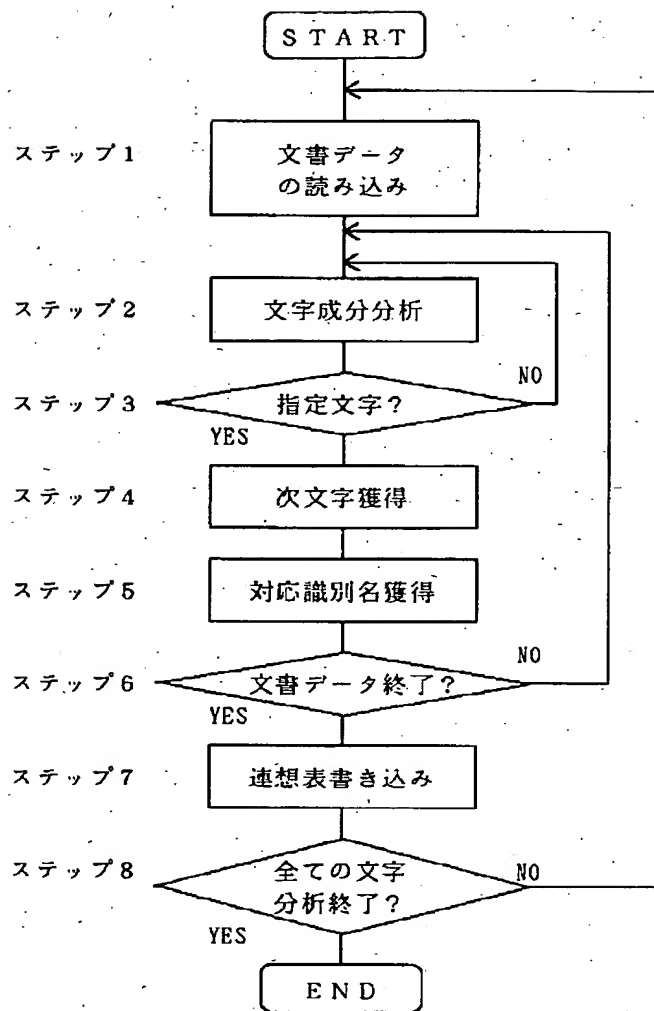 START
ステップ1
文書データ
の読み込み
ステップ2
文字成分分析
ステップ3
指定文字?
NO
YES
ステップ4
次文字獲得
ステップ5
対応識別名獲得
ステップ6
文書データ終了?
NO
YES
ステップ7
連想表書き込み
ステップ8
全ての文字
分析終了?
NO
YES
END